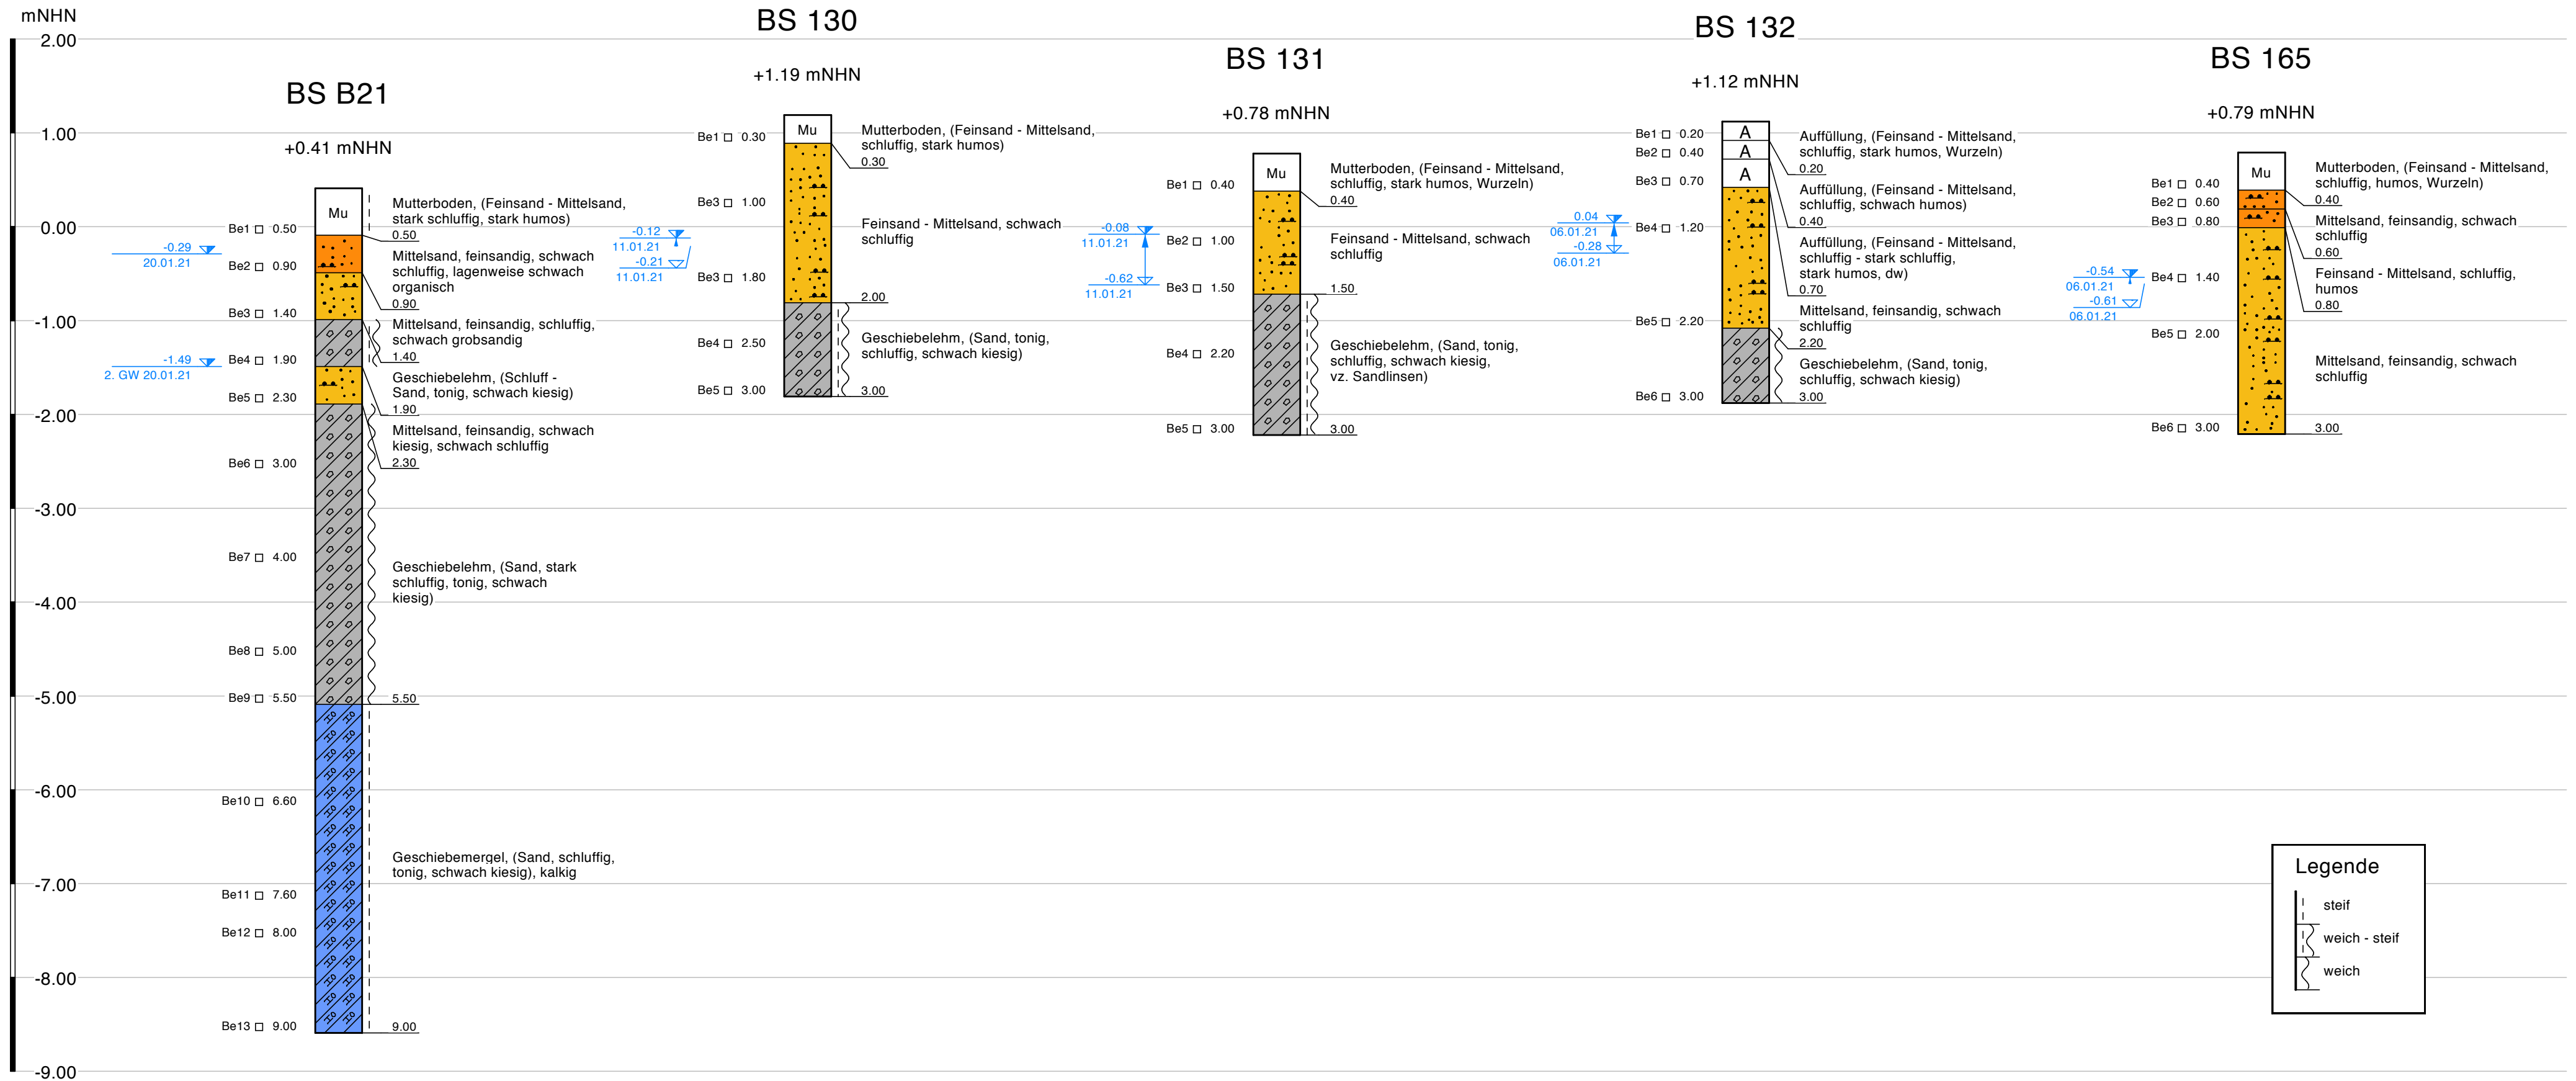 mNHN
2.00
1.00
0.00
-1.00
-2.00
-3.00
-4.00
-5.00
-6.00
-7.00
-8.00
-9.00
BS B21
+0.41 mNHN
Mu
Be1 0.50
Be2 0.90
Be3 1.40
Be4 1.90
Be5 2.30
Be6 3.00
Be7 4.00
Be8 5.00
Be9 5.50
Be10 6.60
Be11 7.60
Be12 8.00
Be13 9.00
-0.29
20.01.21
-1.49
2. GW 20.01.21
Mutterboden, (Feinsand - Mittelsand,
stark schluffig, stark humos)
0.50
Mittelsand, feinsandig, schwach
schluffig, lagenweise schwach
organisch
0.90
Mittelsand, feinsandig, schluffig,
schwach grobsandig
1.40
Geschiebelehm, (Schluff -
Sand, tonig, schwach kiesig)
1.90
Mittelsand, feinsandig, schwach
kiesig, schwach schluffig
2.30
Geschiebelehm, (Sand, stark
schluffig, tonig, schwach
kiesig)
5.50
Geschiebemergel, (Sand, schluffig,
tonig, schwach kiesig), kalkig
9.00
BS 130
+1.19 mNHN
Mu
Be1 0.30
Be3 1.00
Be3 1.80
Be4 2.50
Be5 3.00
-0.12
11.01.21
-0.21
11.01.21
Mutterboden, (Feinsand - Mittelsand,
schluffig, stark humos)
0.30
Feinsand - Mittelsand, schwach
schluffig
2.00
Geschiebelehm, (Sand, tonig,
schluffig, schwach kiesig)
3.00
BS 131
+0.78 mNHN
Mu
Be1 0.40
Be2 1.00
Be3 1.50
Be4 2.20
Be5 3.00
-0.08
11.01.21
-0.62
11.01.21
Mutterboden, (Feinsand - Mittelsand,
schluffig, stark humos, Wurzeln)
0.40
Feinsand - Mittelsand, schwach
schluffig
1.50
Geschiebelehm, (Sand, tonig,
schluffig, schwach kiesig,
vz. Sandlinsen)
3.00
BS 132
+1.12 mNHN
A
A
A
Be1 0.20
Be2 0.40
Be3 0.70
Be4 1.20
Be5 2.20
Be6 3.00
0.04
06.01.21
-0.28
06.01.21
Auffüllung, (Feinsand - Mittelsand,
schluffig, stark humos, Wurzeln)
0.20
Auffüllung, (Feinsand - Mittelsand,
schluffig, schwach humos)
0.40
Auffüllung, (Feinsand - Mittelsand,
schluffig - stark schluffig,
stark humos, dw)
0.70
Mittelsand, feinsandig, schwach
schluffig
2.20
Geschiebelehm, (Sand, tonig,
schluffig, schwach kiesig)
3.00
BS 165
+0.79 mNHN
Mu
Be1 0.40
Be2 0.60
Be3 0.80
Be4 1.40
Be5 2.00
Be6 3.00
-0.54
06.01.21
-0.61
06.01.21
Mutterboden, (Feinsand - Mittelsand,
schluffig, humos, Wurzeln)
0.40
Mittelsand, feinsandig, schwach
schluffig
0.60
Feinsand - Mittelsand, schluffig,
humos
0.80
Mittelsand, feinsandig, schwach
schluffig
3.00
Legende
steif
weich - steif
weich